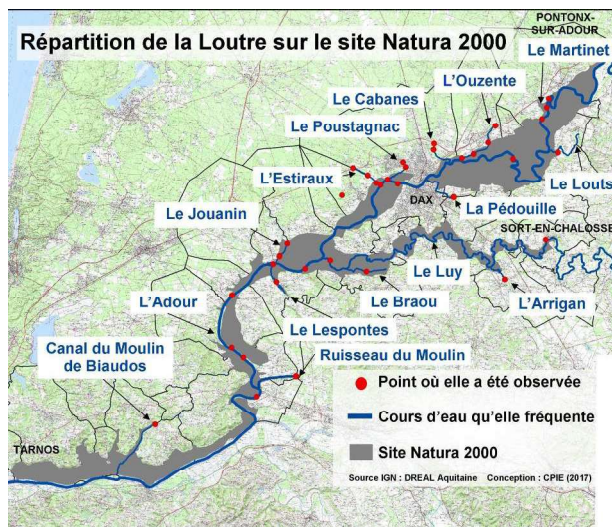 Répartition de la Loutre sur le site Natura 2000
PONTONX-
SUR-ADOUR
Le Martinet
L'Ouzente
Le Cabanes
Le Poustagnac
L'Estiraux
Le Louts
DAX
La Pédouille
Le Jouanin
SORT-EN-CHALOSSE
Le Luy
L'Adour
Le Braou
L'Arrigan
Le Lespontes
Canal du Moulin
de Biaudos
Ruisseau du Moulin
TARNOS
Point où elle a été observée
Cours d'eau qu'elle fréquente
Site Natura 2000
Source IGN : DREAL Aquitaine Conception : CPIE (2017)